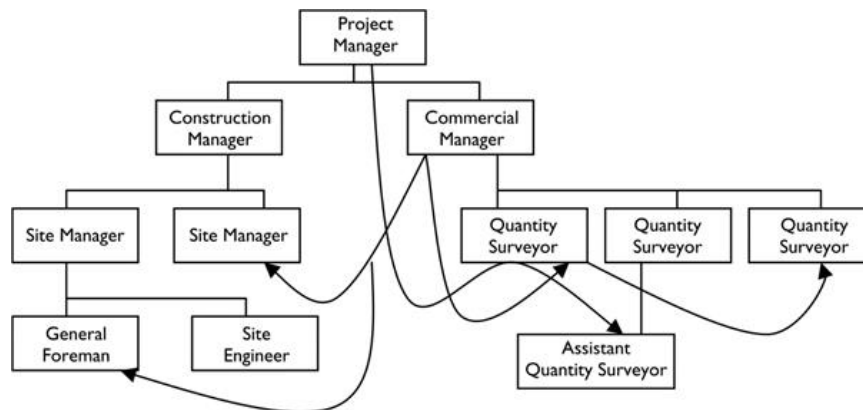 Project
Manager
Construction
Manager
Commercial
Manager
Site Manager
Site Manager
Quantity
Surveyor
Quantity
Surveyor
Quantity
Surveyor
General
Foreman
Site
Engineer
Assistant
Quantity Surveyor